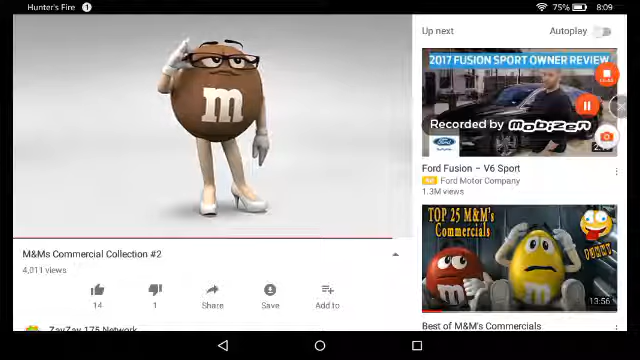 Hunter's Fire 1 75% 8:09
m
M&Ms Commercial Collection #2
4,011 views
14
1
Share
Save
Add to
ZayZay 175 Network
Up next
Autoplay
2017 FUSION SPORT OWNER REVIEW
Recorded by mobizen
Ford
Ford Fusion – V6 Sport
Ad Ford Motor Company
1.3M views
TOP 25 M&M's
Commercials
FUNNY
m
m
13:56
Best of M&M's Commercials